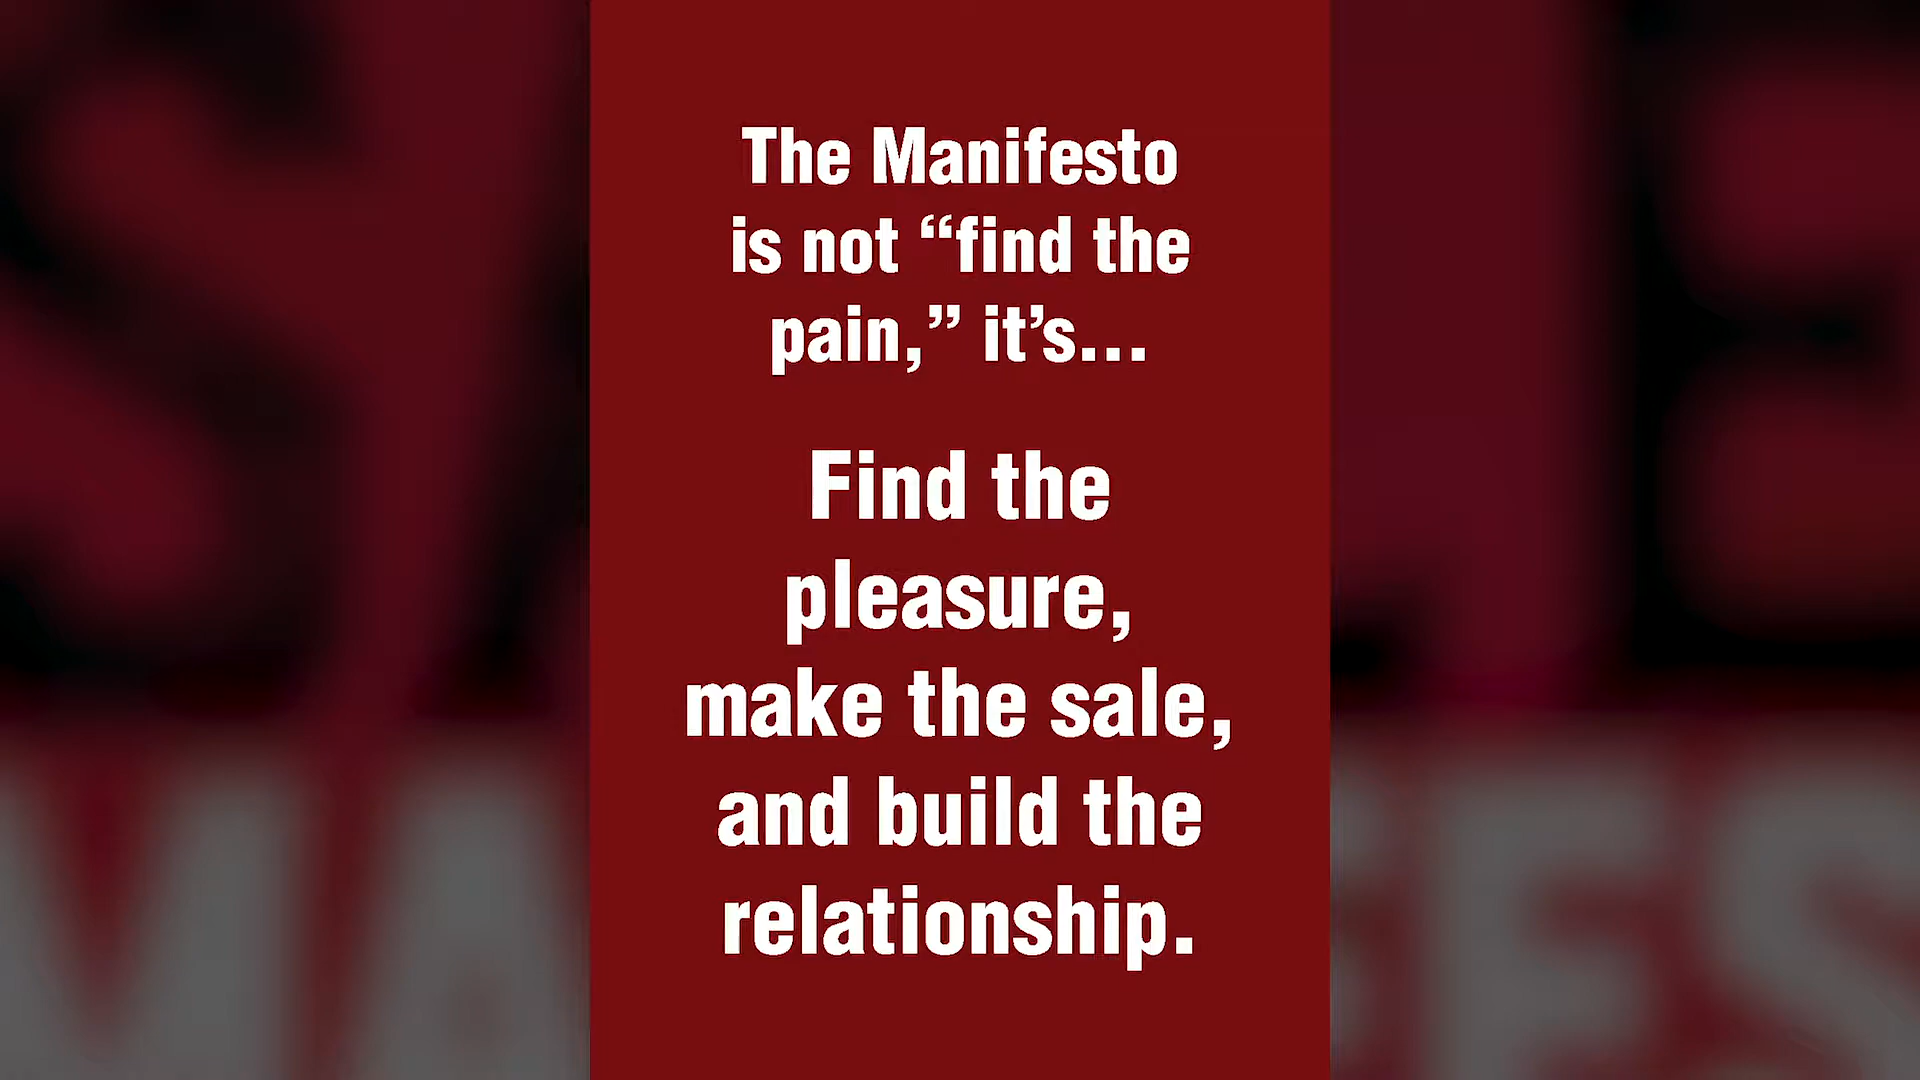 The Manifesto
is not “find the
pain,” it’s...
Find the
pleasure,
make the sale,
and build the
relationship.